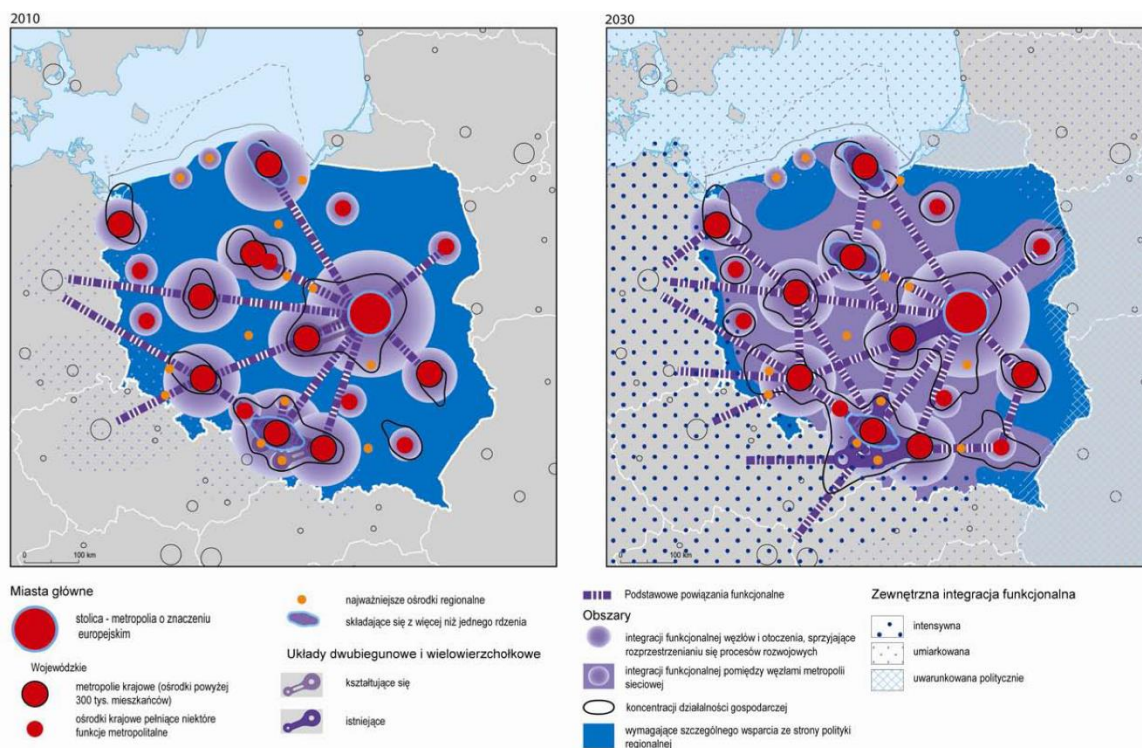 2010
2030
0 100 km
0 100 km
Miasta główne
stolica - metropolia o znaczeniu
europejskim
Wojewódzkie
metropolie krajowe (ośrodki powyżej
300 tys. mieszkańców)
ośrodki krajowe pełniące niektóre
funkcje metropolitalne
najważniejsze ośrodki regionalne
składające się z więcej niż jednego rdzenia
Układy dwubiegunowe i wielowierzchołkowe
kształtujące się
istniejące
Podstawowe powiązania funkcjonalne
Obszary
integracji funkcjonalnej węzłów i otoczenia, sprzyjające
rozprzestrzenianiu się procesów rozwojowych
integracji funkcjonalnej pomiędzy węzłami metropolii
sieciowej
koncentracji działalności gospodarczej
wymagające szczególnego wsparcia ze strony polityki
regionalnej
Zewnętrzna integracja funkcjonalna
intensywna
umiarkowana
uwarunkowana politycznie